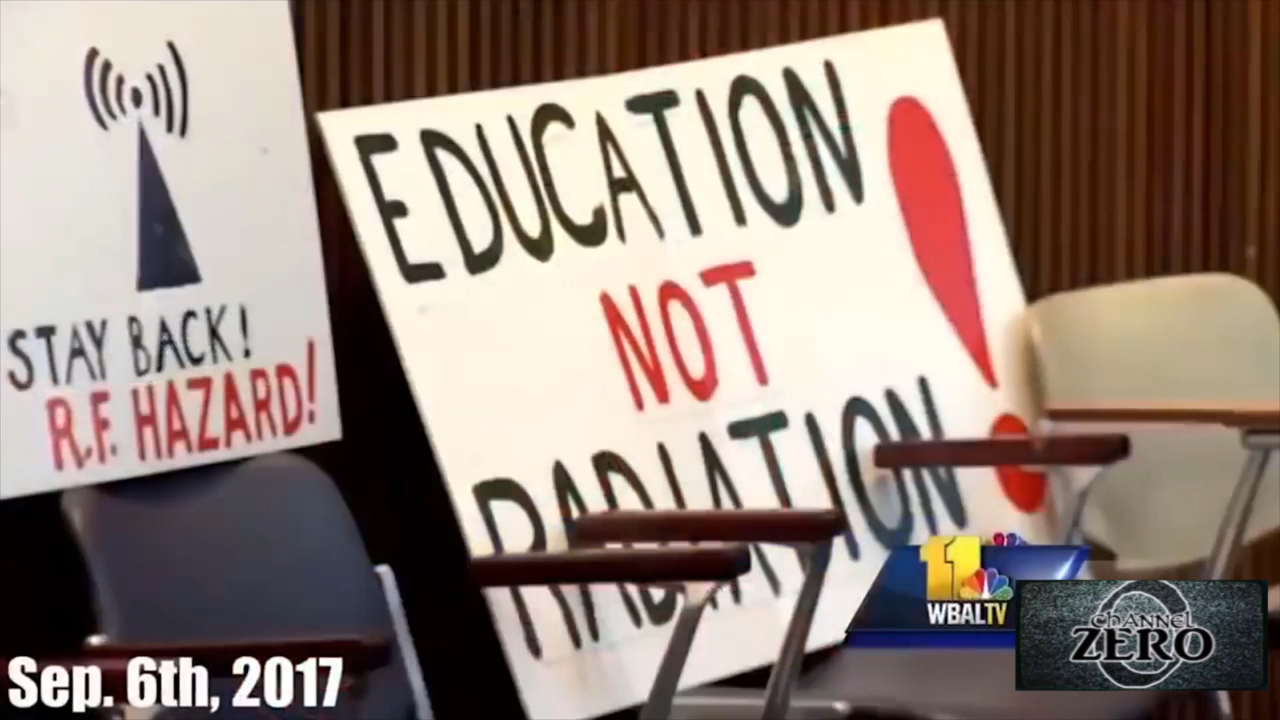 STAY BACK!
R.F. HAZARD!
EDUCATION
NOT
RADIATION!
11
WBALTV
CHANNEL
ZERO
Sep. 6th, 2017